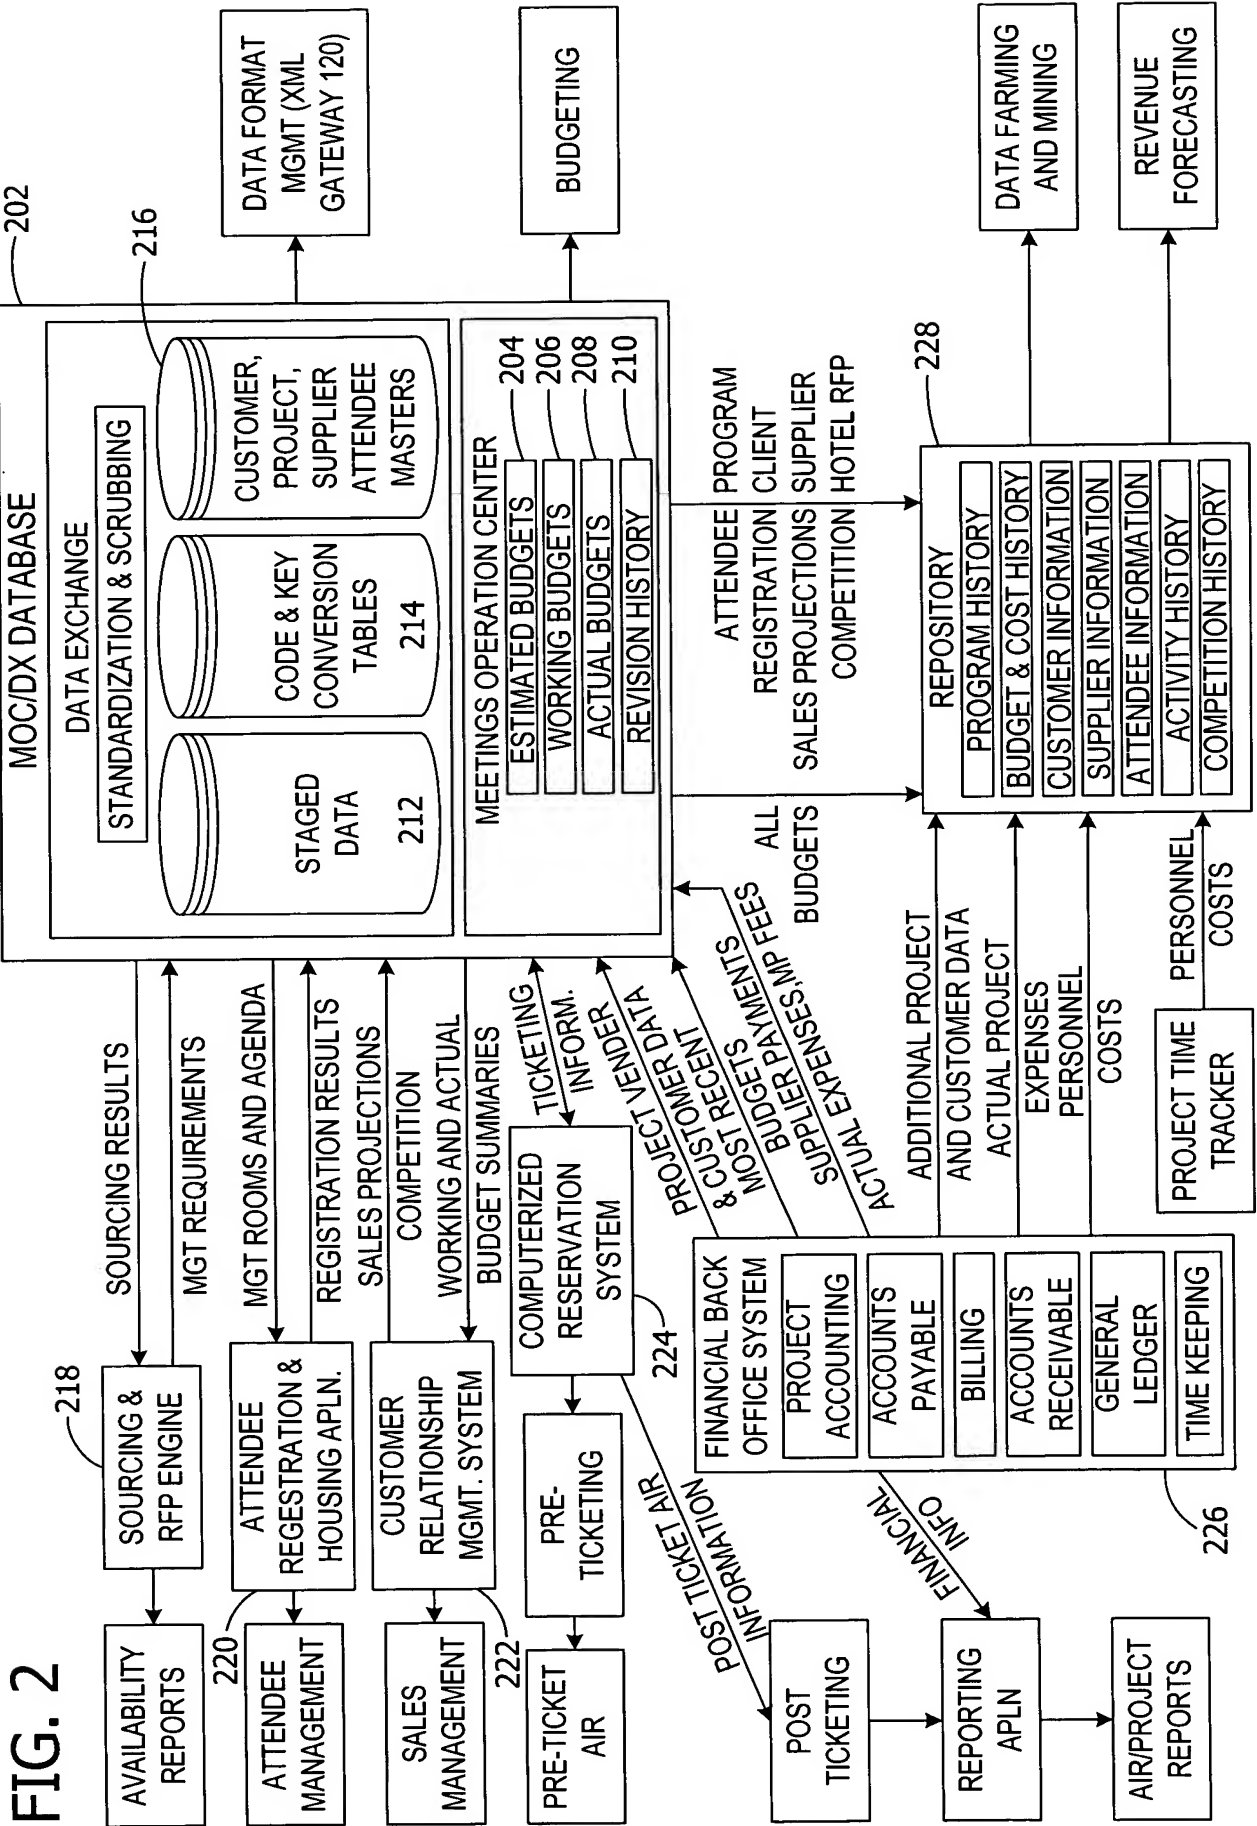 FIG. 2
AVAILABILITY
REPORTS
218
SOURCING &
RFP ENGINE
SOURCING RESULTS
MGT REQUIREMENTS
220
ATTENDEE
MANAGEMENT
ATTENDEE
REGESTRATION &
HOUSING APLN.
MGT ROOMS AND AGENDA
REGISTRATION RESULTS
SALES
MANAGEMENT
222
CUSTOMER
RELATIONSHIP
MGMT. SYSTEM
SALES PROJECTIONS
COMPETITION
WORKING AND ACTUAL
BUDGET SUMMARIES
PRE-TICKET
AIR
PRE-
TICKETING
COMPUTERIZED
RESERVATION
SYSTEM
224
TICKETING
INFORM.
MOC/DX DATABASE
202
DATA EXCHANGE
STANDARDIZATION & SCRUBBING
STAGED
DATA
212
CODE & KEY
CONVERSION
TABLES
214
CUSTOMER,
PROJECT,
SUPPLIER
ATTENDEE
MASTERS
216
MEETINGS OPERATION CENTER
ESTIMATED BUDGETS
204
WORKING BUDGETS
206
ACTUAL BUDGETS
208
REVISION HISTORY
210
DATA FORMAT
MGMT (XML
GATEWAY 120)
BUDGETING
PROJECT VENDER
& CUSTOMER DATA
MOST RECENT
BUDGETS
SUPPLIER PAYMENTS
ACTUAL EXPENSES,MP FEES
ALL
BUDGETS
ATTENDEE PROGRAM
REGISTRATION CLIENT
SALES PROJECTIONS SUPPLIER
COMPETITION HOTEL RFP
POST TICKET AIR
INFORMATION
POST
TICKETING
REPORTING
APLN
AIR/PROJECT
REPORTS
FINANCIAL
INFO
FINANCIAL BACK
OFFICE SYSTEM
PROJECT
ACCOUNTING
ACCOUNTS
PAYABLE
BILLING
ACCOUNTS
RECEIVABLE
GENERAL
LEDGER
TIME KEEPING
226
ADDITIONAL PROJECT
AND CUSTOMER DATA
ACTUAL PROJECT
EXPENSES
PERSONNEL
COSTS
PROJECT TIME
TRACKER
PERSONNEL
COSTS
228
REPOSITORY
PROGRAM HISTORY
BUDGET & COST HISTORY
CUSTOMER INFORMATION
SUPPLIER INFORMATION
ATTENDEE INFORMATION
ACTIVITY HISTORY
COMPETITION HISTORY
DATA FARMING
AND MINING
REVENUE
FORECASTING